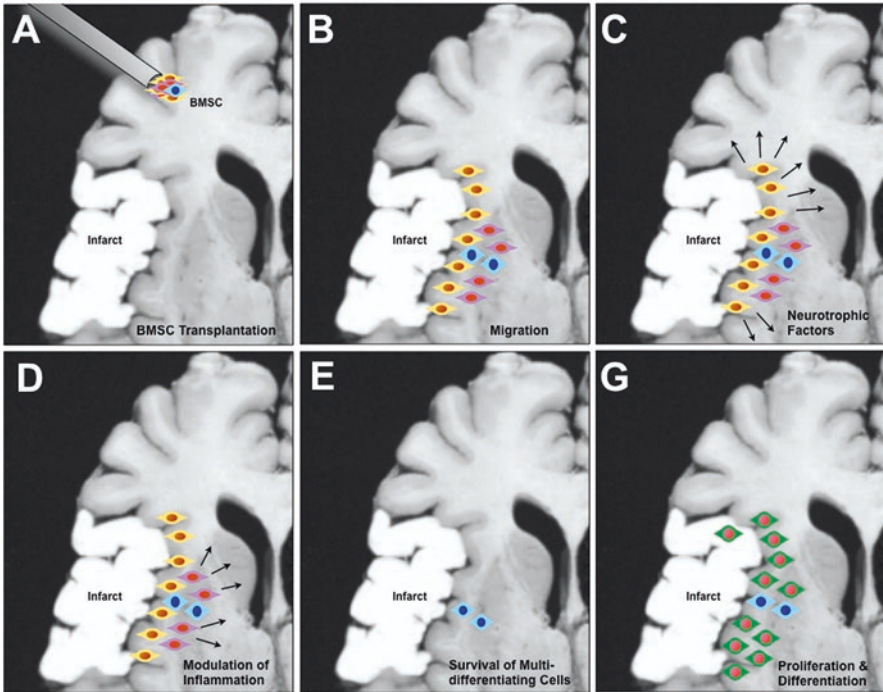 A
BMSC
Infarct
BMSC Transplantation
B
Infarct
Migration
C
Infarct
Neurotrophic
Factors
D
Infarct
Modulation of
Inflammation
E
Infarct
Survival of Multi-
differentiating Cells
G
Infarct
Proliferation &
Differentiation